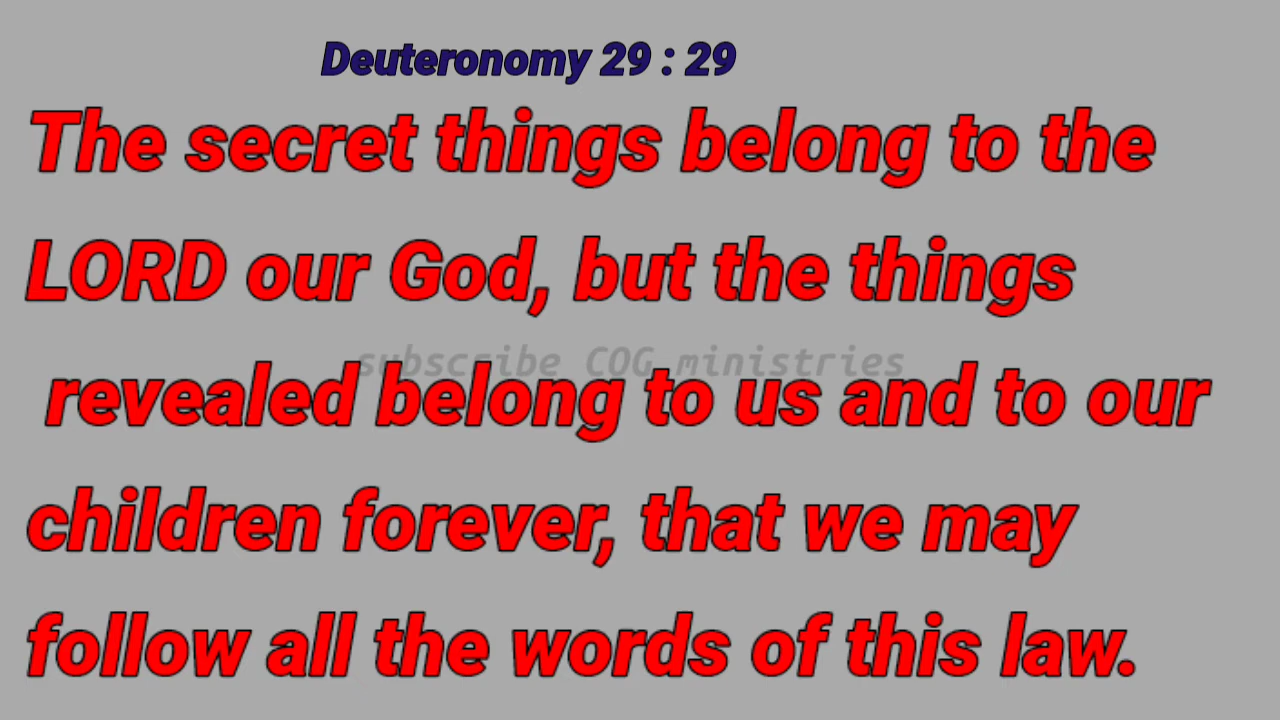 Deuteronomy 29 : 29
The secret things belong to the
LORD our God, but the things
subscribe COG ministries
revealed belong to us and to our
children forever, that we may
follow all the words of this law.